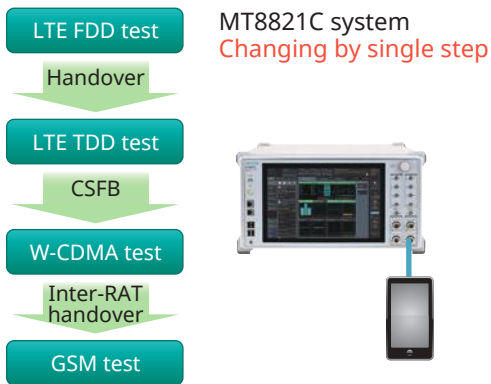 LTE FDD test
Handover
LTE TDD test
CSFB
W-CDMA test
Inter-RAT
handover
GSM test
MT8821C system
Changing by single step